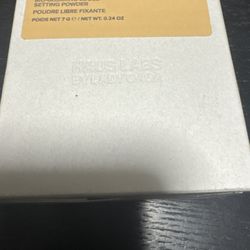 SETTING POWDER
POUDRE LIBRE FIXANTE
POIDS NET 7 G ℮ / NET WT. 0.24 OZ
HAUS LABS
BY LADY GAGA